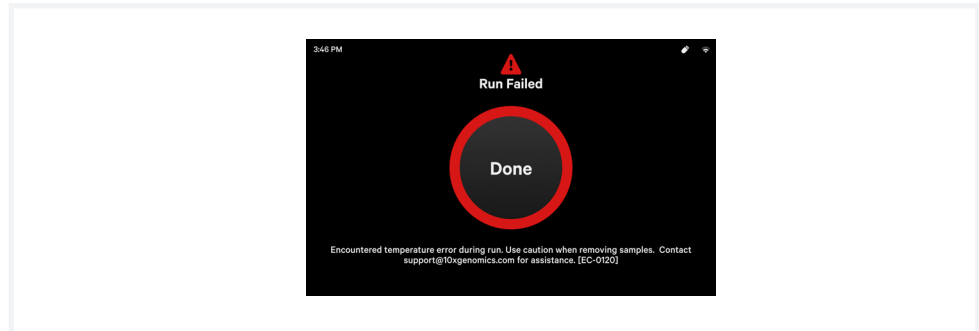 3:46 PM
Run Failed
Done
Encountered temperature error during run. Use caution when removing samples. Contact
support@10xgenomics.com for assistance. [EC-0120]